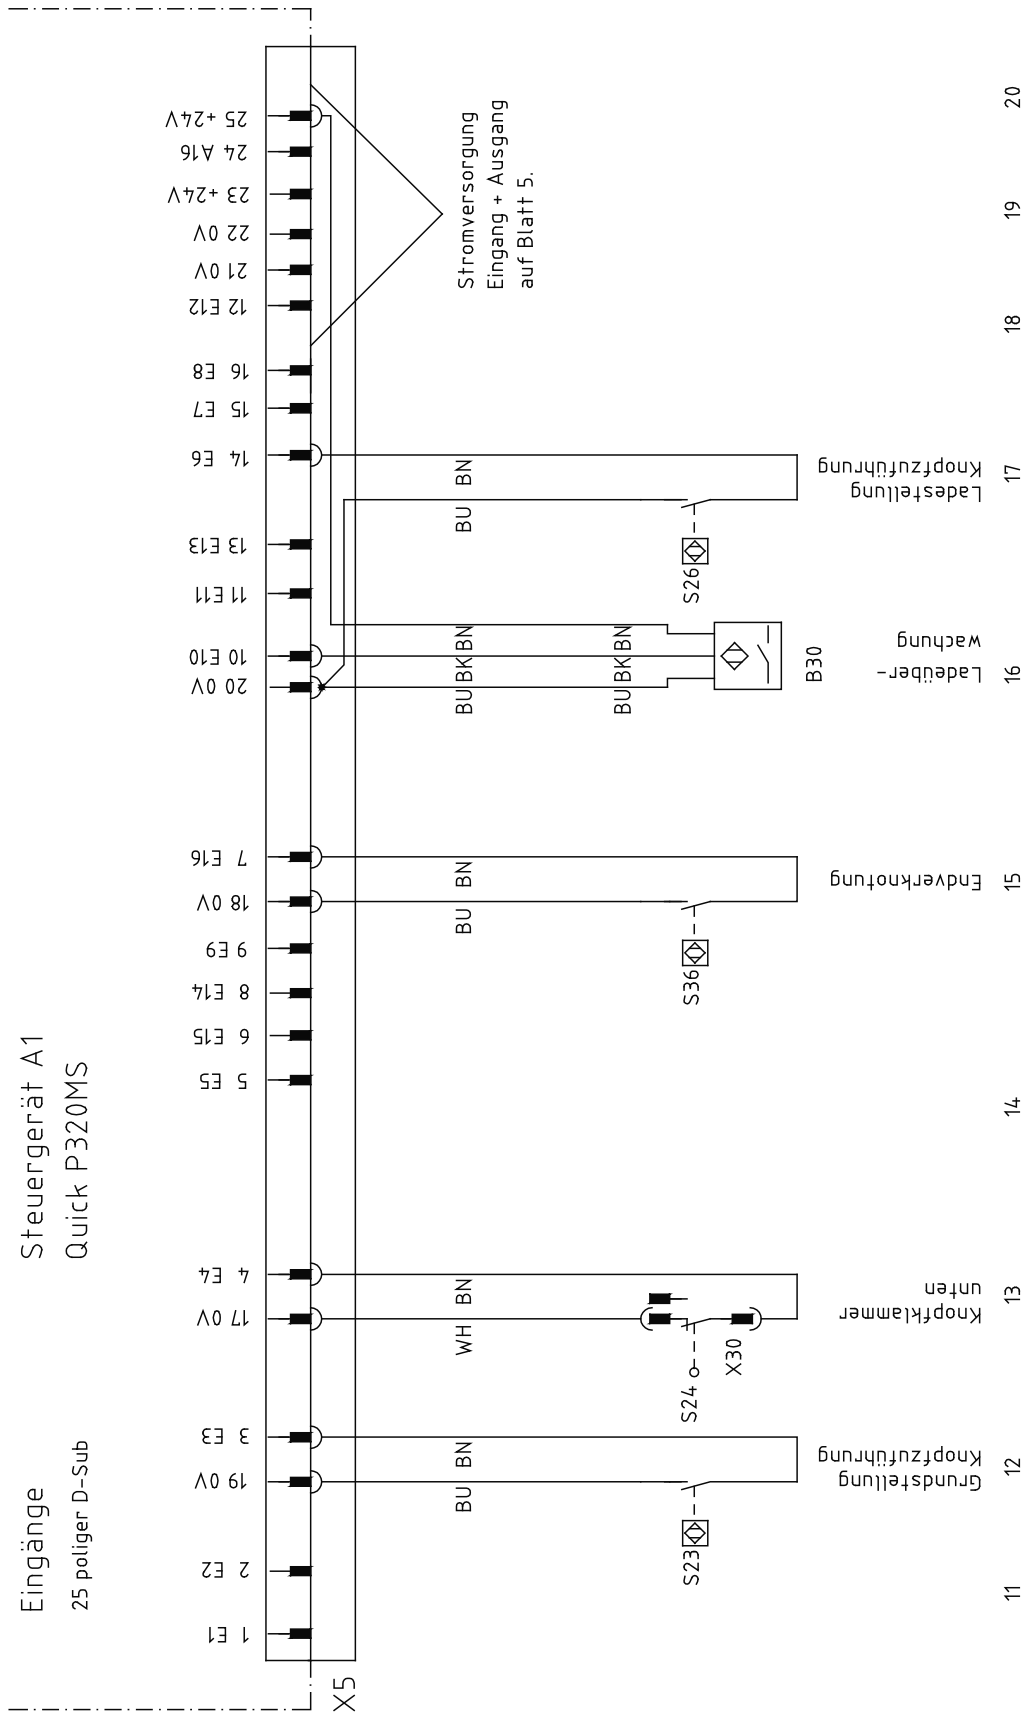 Eingänge
25 poliger D-Sub
Steuergerät A1
Quick P320MS
X5
1 E1
2 E2
19 0V
3 E3
17 0V
4 E4
5 E5
6 E15
8 E14
9 E9
18 0V
7 E16
20 0V
10 E10
11 E11
13 E13
14 E6
15 E7
16 E8
12 E12
21 0V
22 0V
23 +24V
24 A16
25 +24V
Stromversorgung
Eingang + Ausgang
auf Blatt 5.
BU
BN
WH
BN
BU
BN
BU
BK
BN
BU
BN
BU
BK
BN
S23
S24
X30
S36
B30
S26
Grundstellung
Knopfzuführung
Knopfklammer
unten
Endverknotung
Ladeüber-
wachung
Ladestellung
Knopfzuführung
11
12
13
14
15
16
17
18
19
20